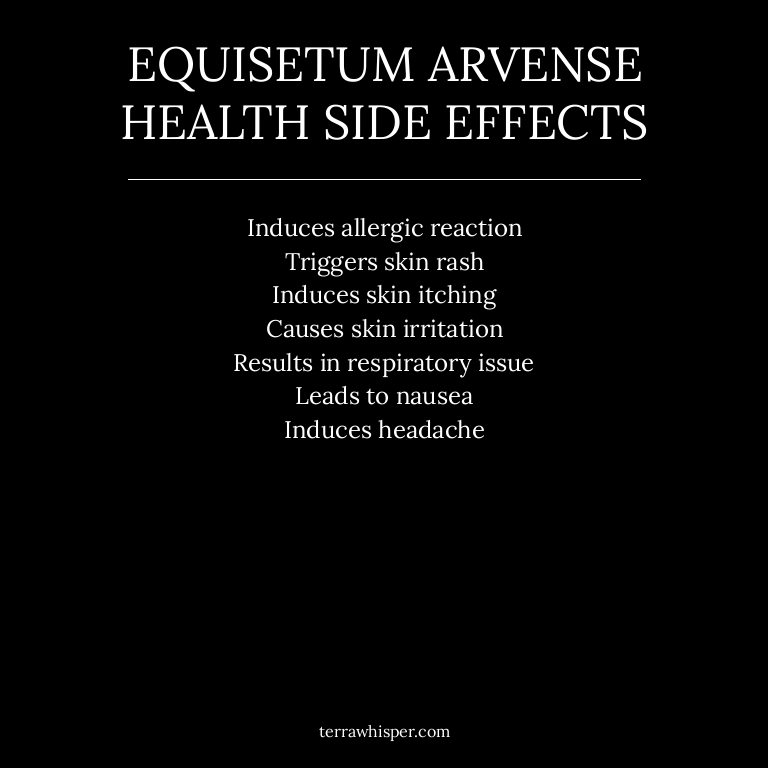 EQUISETUM ARVENSE
HEALTH SIDE EFFECTS
Induces allergic reaction
Triggers skin rash
Induces skin itching
Causes skin irritation
Results in respiratory issue
Leads to nausea
Induces headache
terrawhisper.com